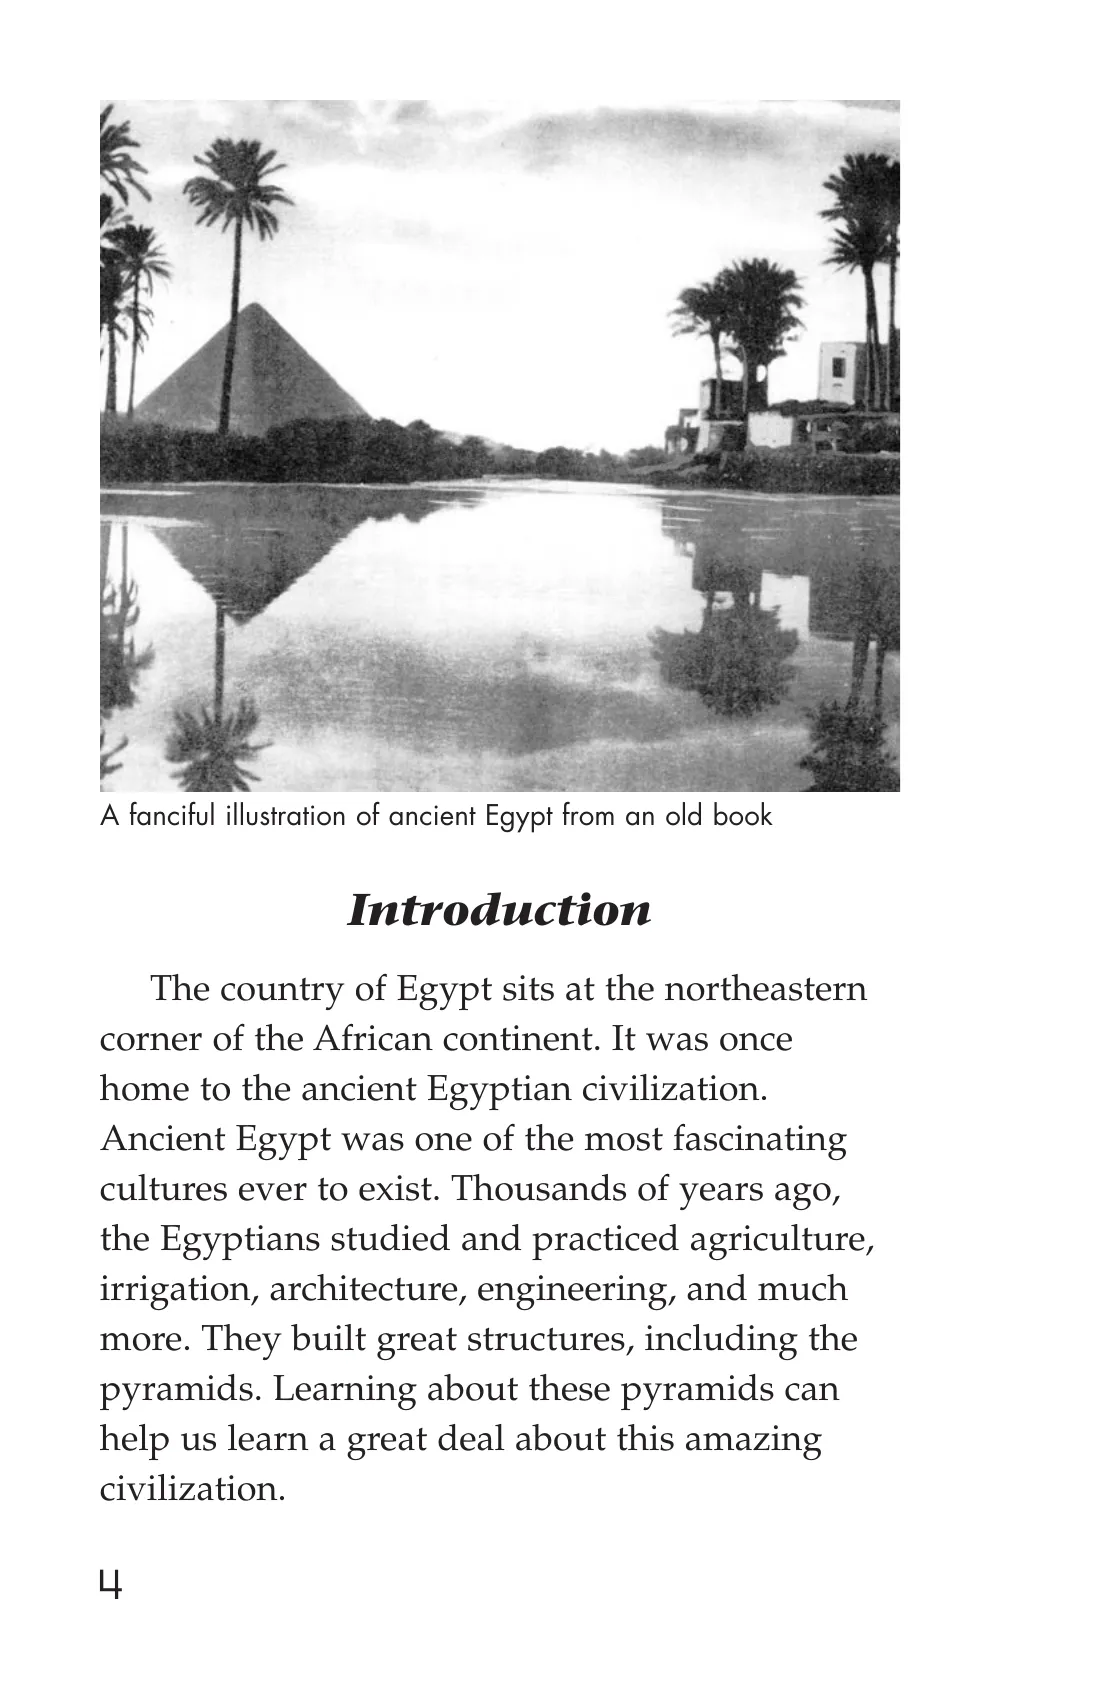 A fanciful illustration of ancient Egypt from an old book
Introduction
The country of Egypt sits at the northeastern
corner of the African continent. It was once
home to the ancient Egyptian civilization.
Ancient Egypt was one of the most fascinating
cultures ever to exist. Thousands of years ago,
the Egyptians studied and practiced agriculture,
irrigation, architecture, engineering, and much
more. They built great structures, including the
pyramids. Learning about these pyramids can
help us learn a great deal about this amazing
civilization.
4